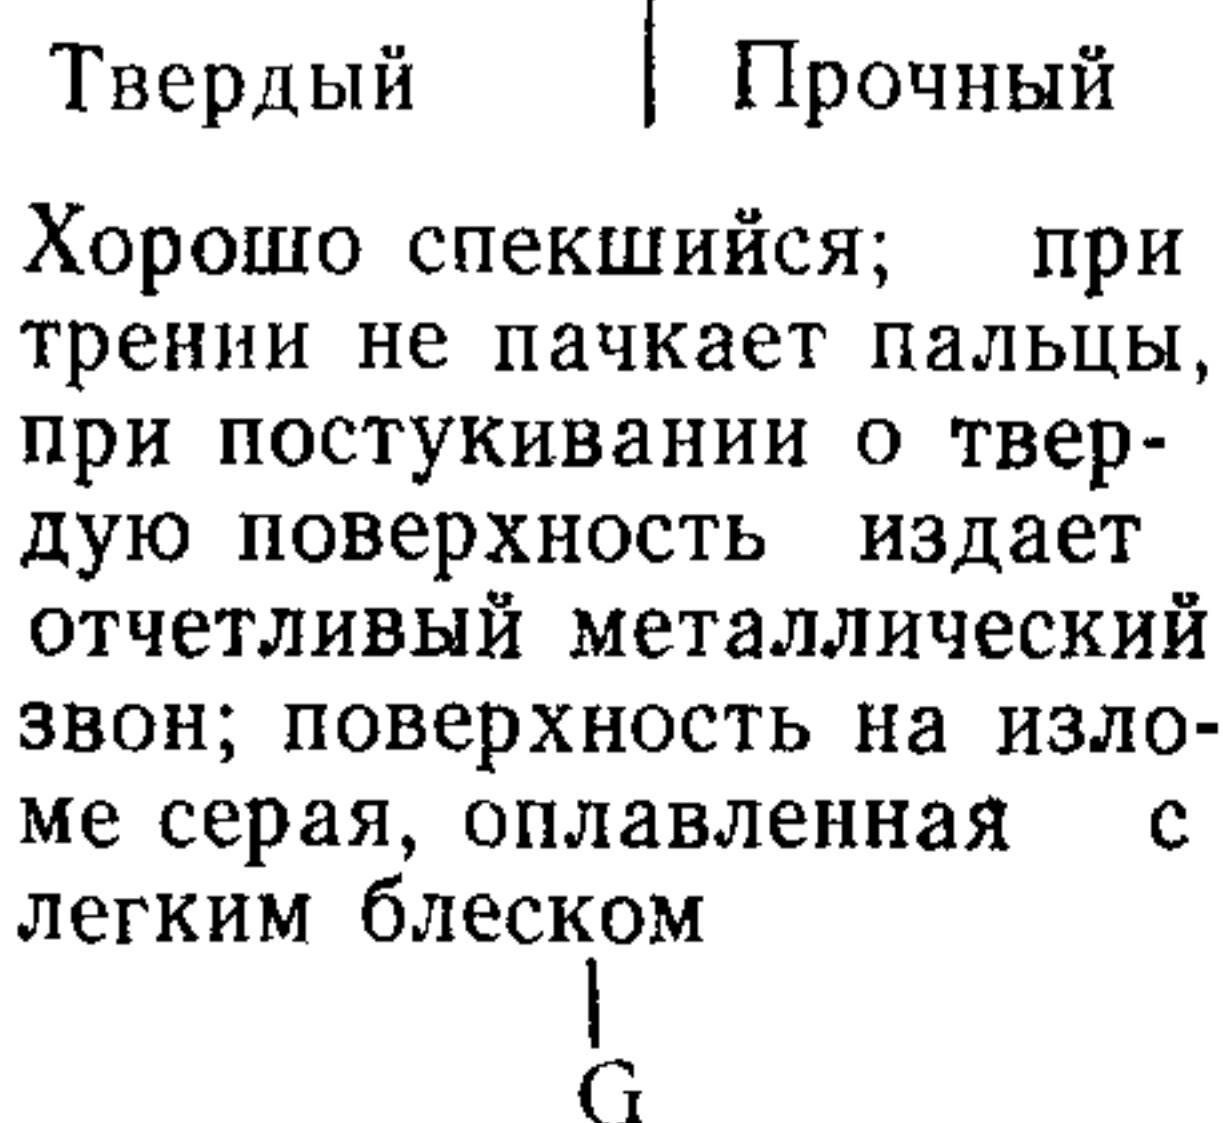 Твердый Прочный
Хорошо спекшийся; при
трении не пачкает пальцы,
при постукивании о твер-
дую поверхность издает
отчетливый металлический
звон; поверхность на изло-
ме серая, оплавленная с
легким блеском
G